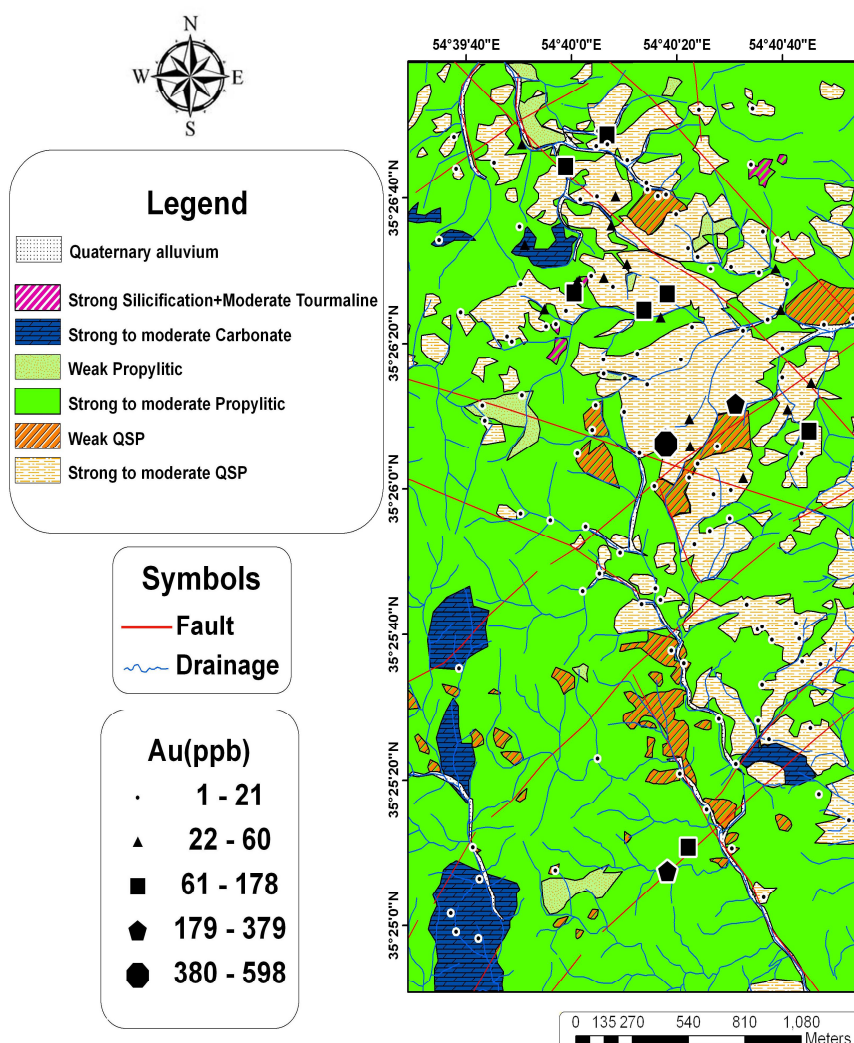 N
W E
S
54°39'40"E 54°40'0"E 54°40'20"E 54°40'40"E
35°26'40"N
35°26'20"N
35°26'0"N
35°25'40"N
35°25'20"N
35°25'0"N
Legend
Quaternary alluvium
Strong Silicification+Moderate Tourmaline
Strong to moderate Carbonate
Weak Propylitic
Strong to moderate Propylitic
Weak QSP
Strong to moderate QSP
Symbols
Fault
Drainage
Au(ppb)
1 - 21
22 - 60
61 - 178
179 - 379
380 - 598
0 135 270 540 810 1,080
Meters